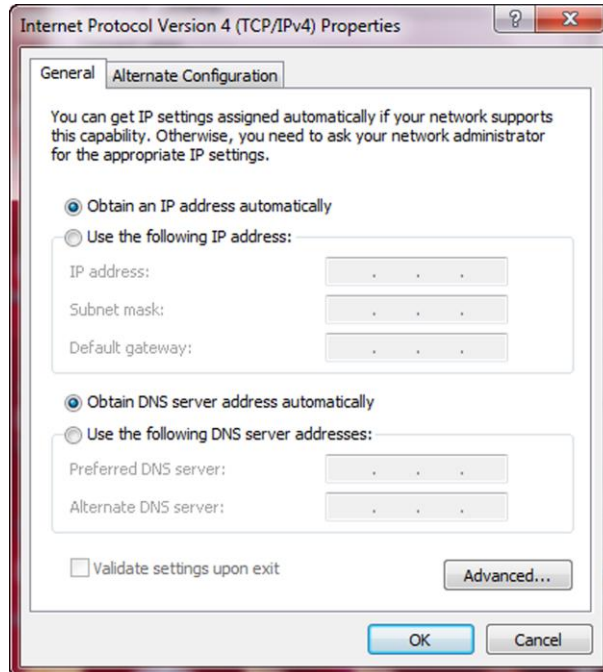 Internet Protocol Version 4 (TCP/IPv4) Properties
?
General
Alternate Configuration
You can get IP settings assigned automatically if your network supports
this capability. Otherwise, you need to ask your network administrator
for the appropriate IP settings.
Obtain an IP address automatically
Use the following IP address:
IP address:
Subnet mask:
Default gateway:
Obtain DNS server address automatically
Use the following DNS server addresses:
Preferred DNS server:
Alternate DNS server:
Validate settings upon exit
Advanced...
OK
Cancel